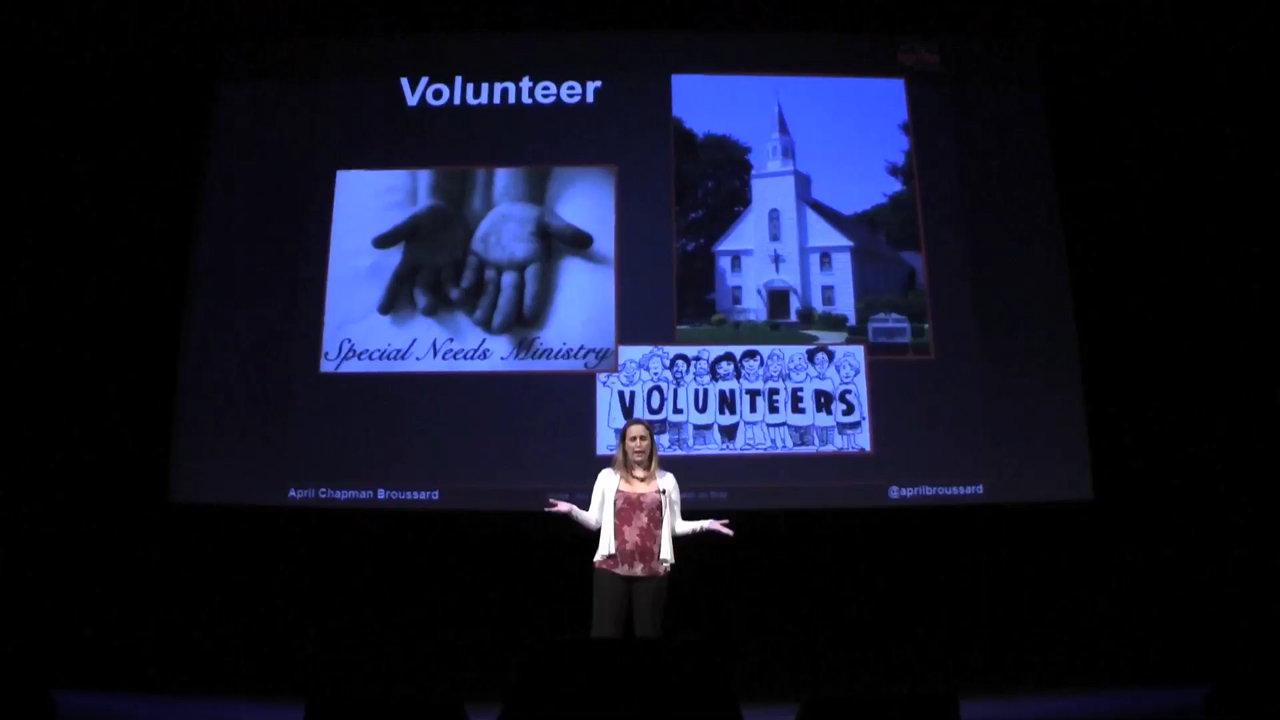 Volunteer
Special Needs Ministry
VOLUNTEERS
April Chapman Broussard
@aprilbroussard